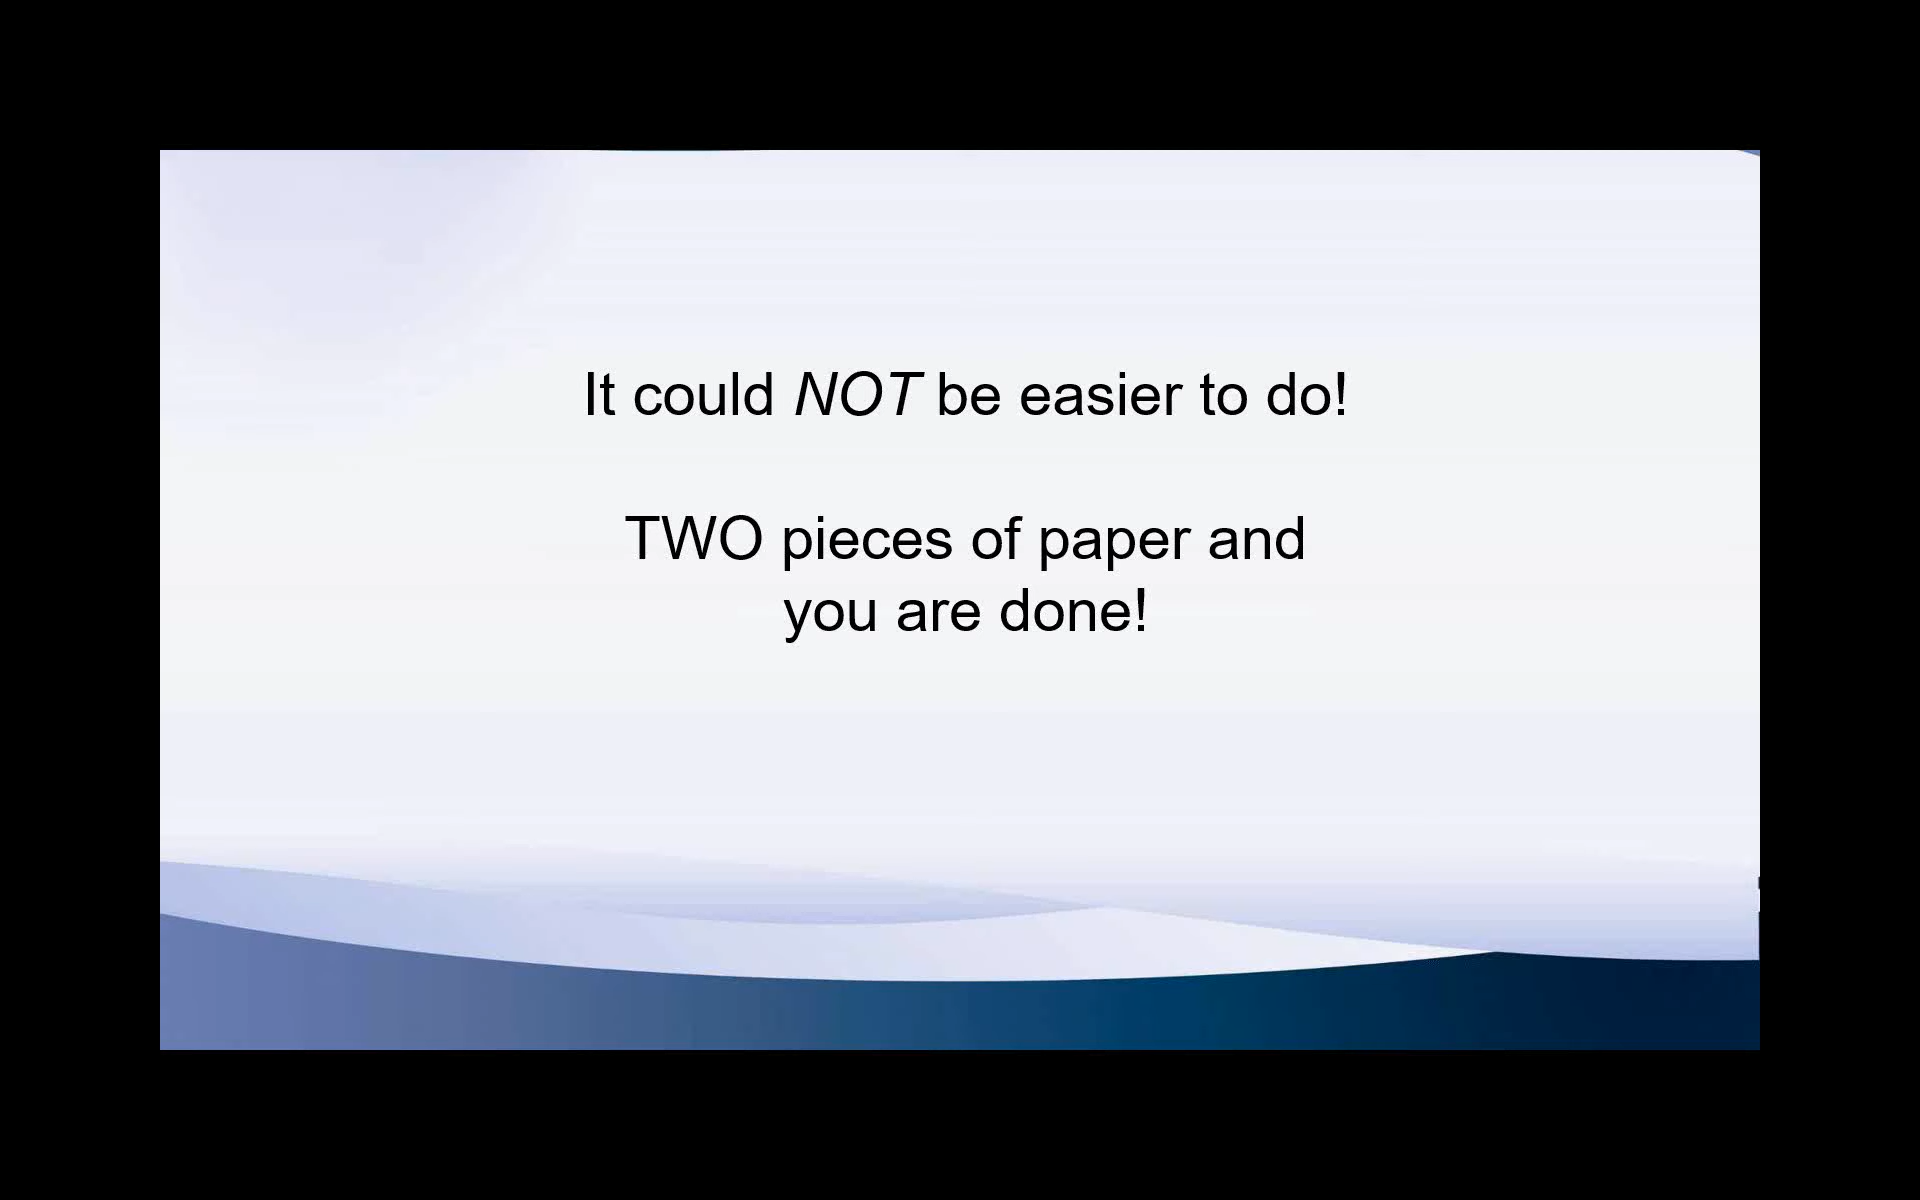 It could NOT be easier to do!
TWO pieces of paper and
you are done!